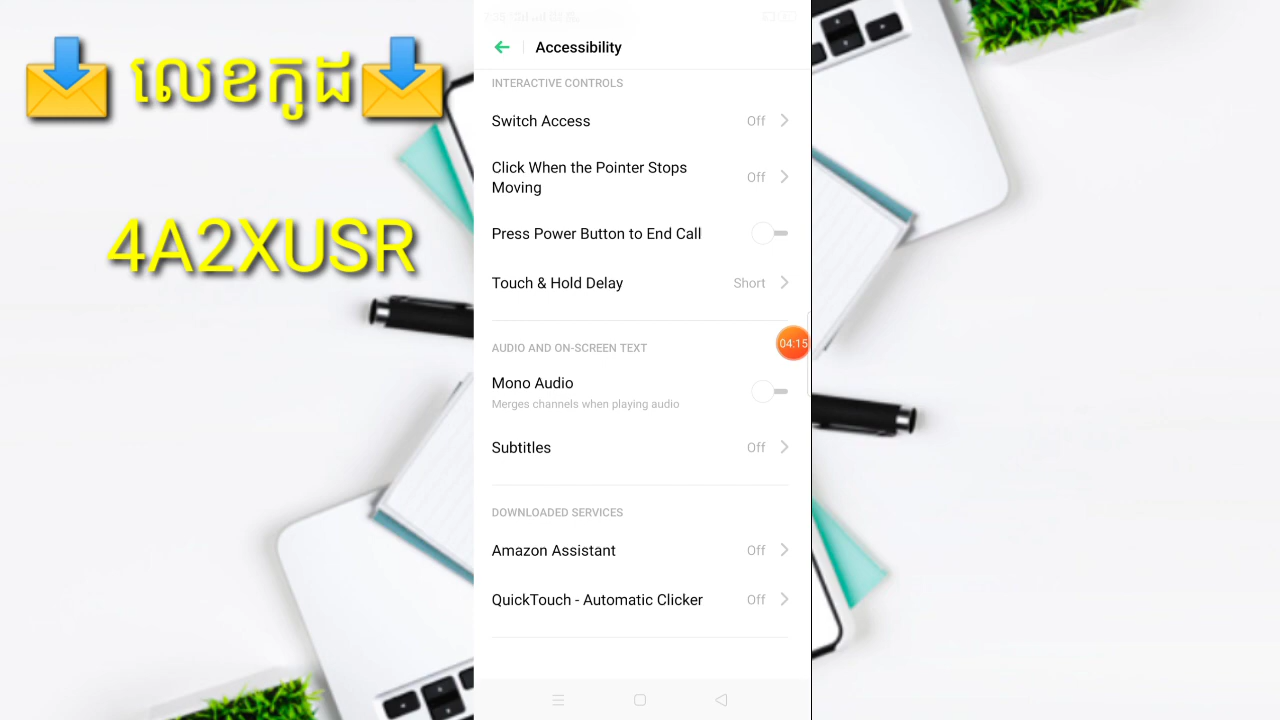 លេខកូដ
4A2XUSR
Accessibility
INTERACTIVE CONTROLS
Switch Access Off
Click When the Pointer Stops
Moving Off
Press Power Button to End Call
Touch & Hold Delay Short
04:15
AUDIO AND ON-SCREEN TEXT
Mono Audio
Merges channels when playing audio
Subtitles Off
DOWNLOADED SERVICES
Amazon Assistant Off
QuickTouch - Automatic Clicker Off